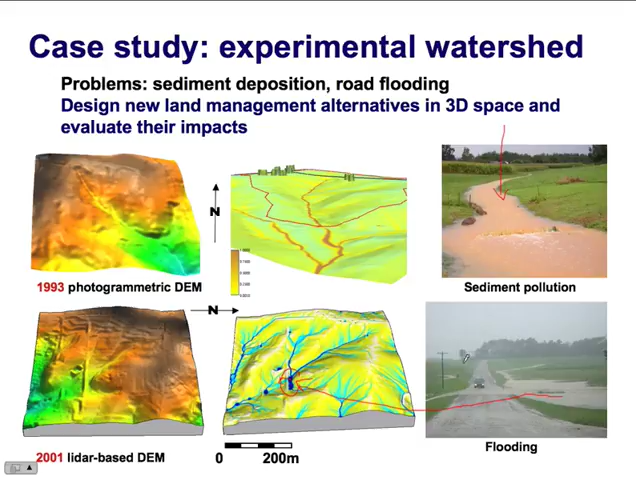 Case study: experimental watershed
Problems: sediment deposition, road flooding
Design new land management alternatives in 3D space and
evaluate their impacts
N
1993 photogrammetric DEM
Sediment pollution
N
2001 lidar-based DEM
0 200m
Flooding